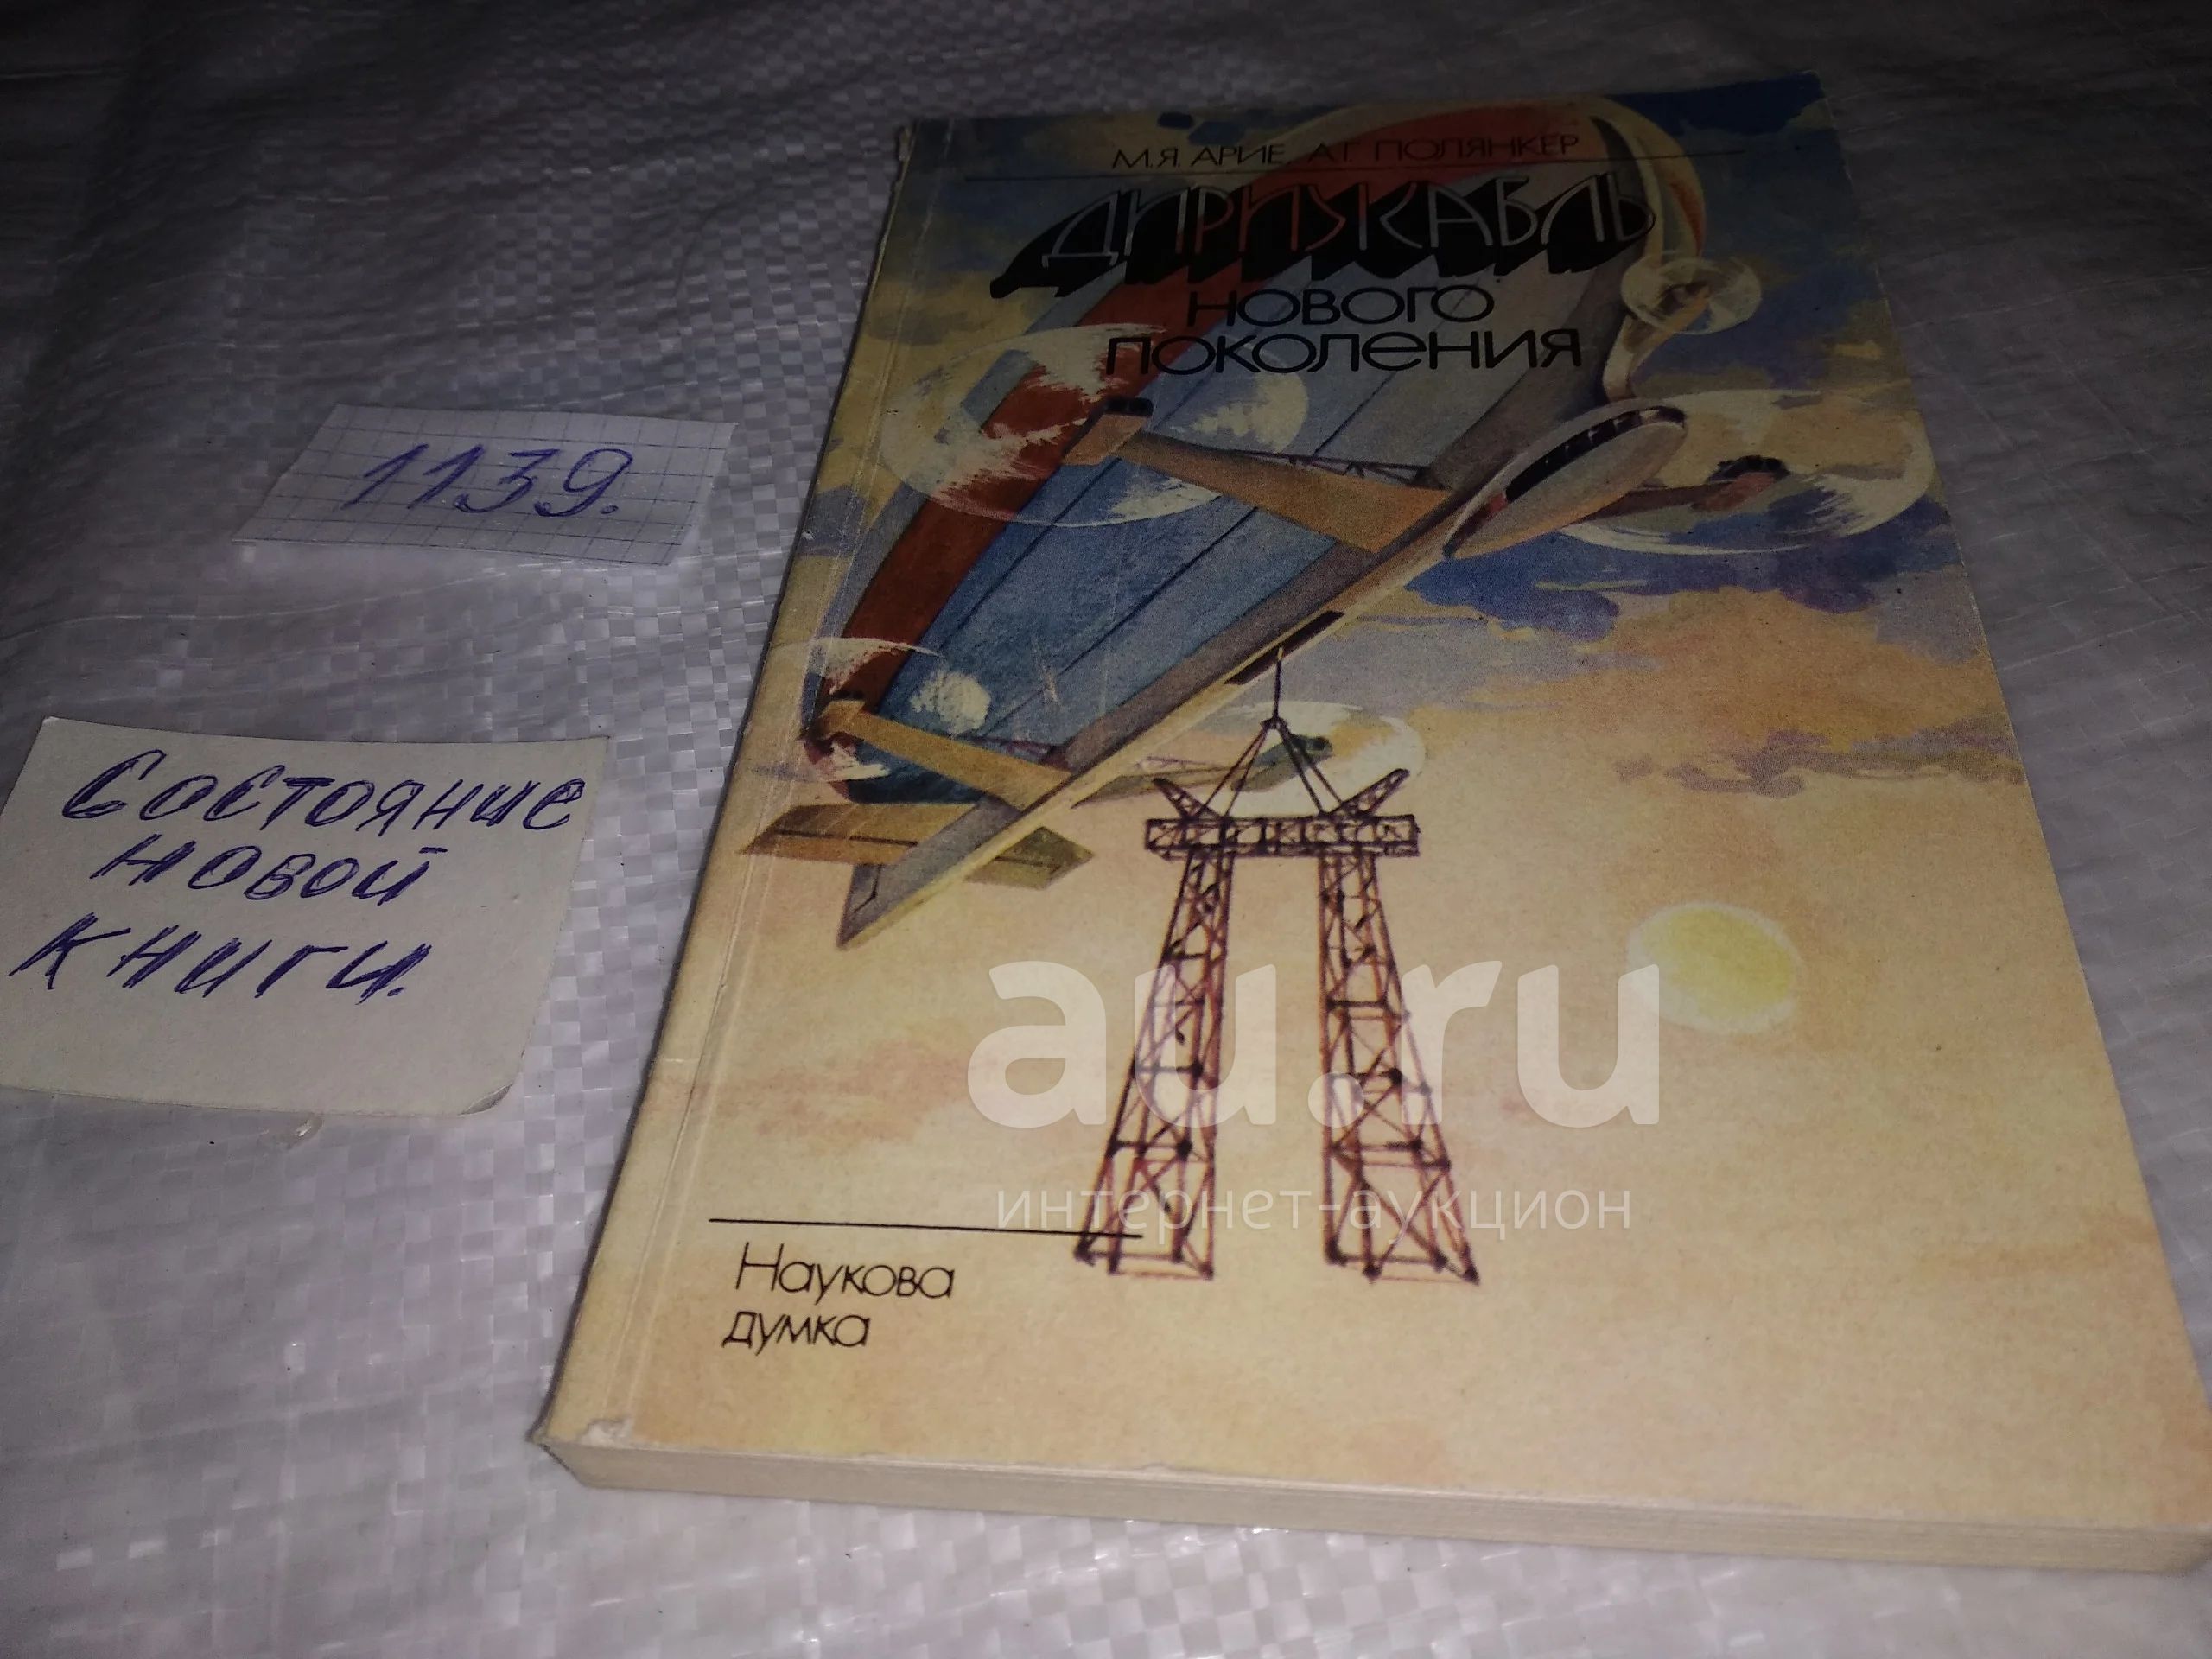 М.Я. АРИЕ, А.Г. ПОЛЯНКЕР
ДИРИЖАБЛЬ
НОВОГО
ПОКОЛЕНИЯ
1139.
Состояние
новой
книги.
au.ru
интернет-аукцион
Наукова
думка